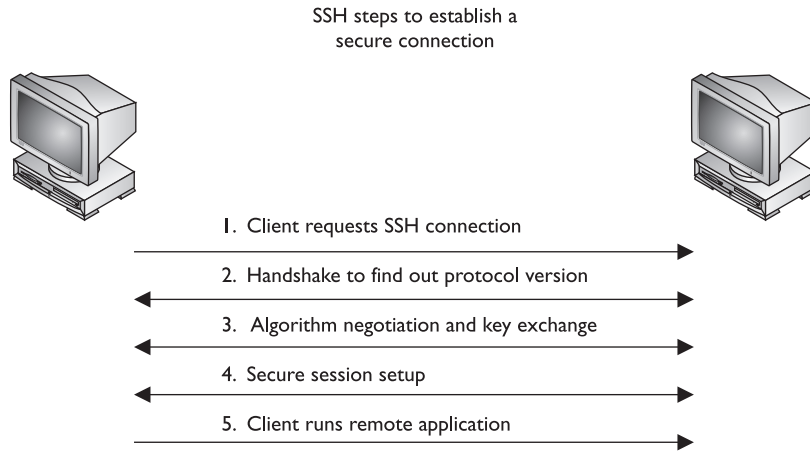 SSH steps to establish a
secure connection
1. Client requests SSH connection
2. Handshake to find out protocol version
3. Algorithm negotiation and key exchange
4. Secure session setup
5. Client runs remote application